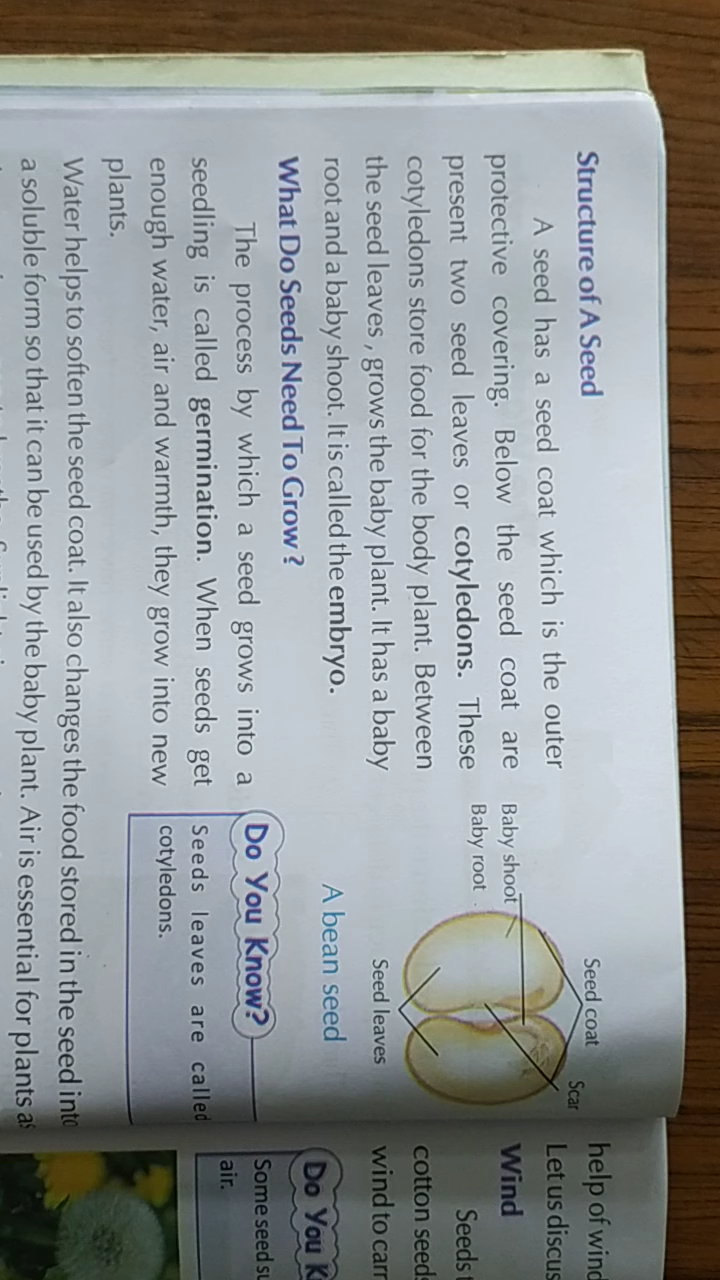 Structure of A Seed
A seed has a seed coat which is the outer
protective covering. Below the seed coat are
present two seed leaves or cotyledons. These
cotyledons store food for the body plant. Between
the seed leaves , grows the baby plant. It has a baby
root and a baby shoot. It is called the embryo.
Seed coat
Scar
Baby shoot
Baby root
Seed leaves
A bean seed
What Do Seeds Need To Grow ?
The process by which a seed grows into a
seedling is called germination. When seeds get
enough water, air and warmth, they grow into new
plants.
Do You Know?
Seeds leaves are called
cotyledons.
Water helps to soften the seed coat. It also changes the food stored in the seed into
a soluble form so that it can be used by the baby plant. Air is essential for plants as
help of wind
Let us discus
Wind
Seeds
cotton seed
wind to carr
Do You K
Some seed su
air.